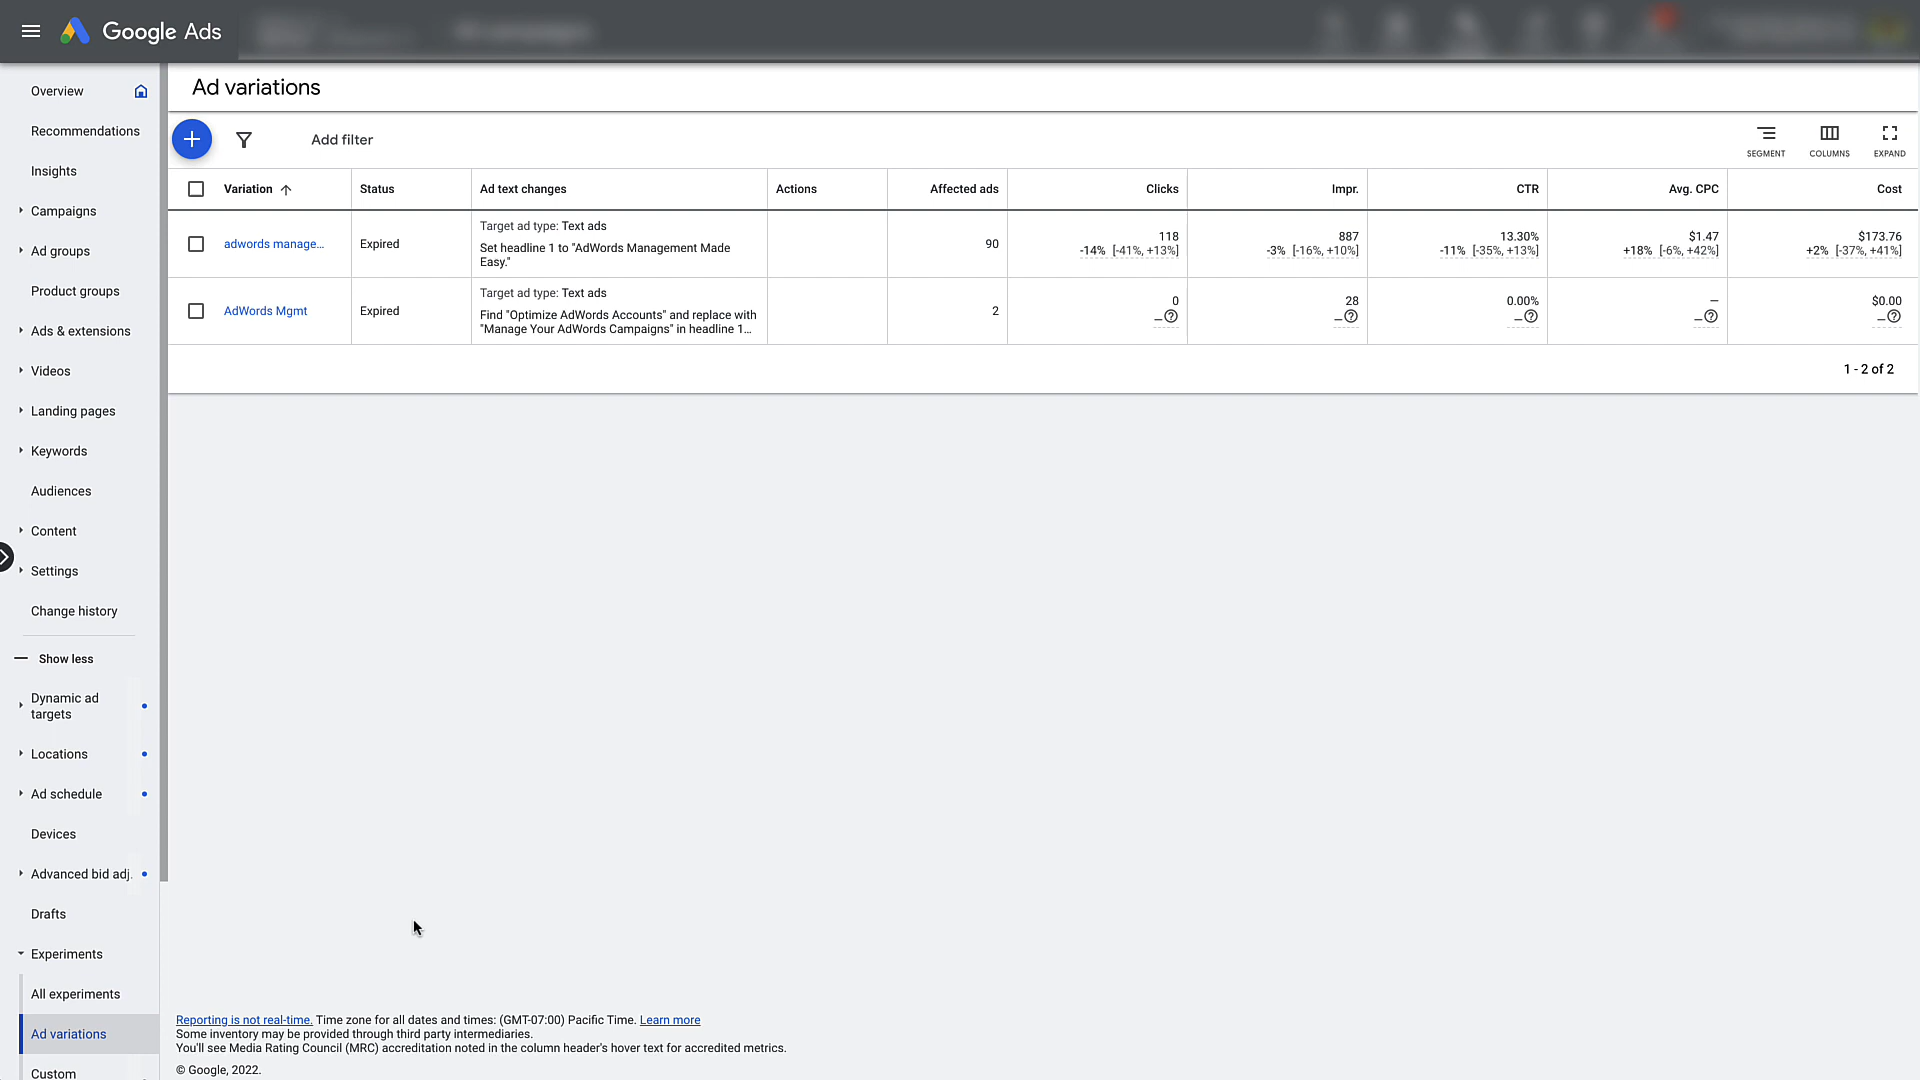 Google Ads
Overview
Recommendations
Insights
Campaigns
Ad groups
Product groups
Ads & extensions
Videos
Landing pages
Keywords
Audiences
Content
Settings
Change history
Show less
Dynamic ad
targets
Locations
Ad schedule
Devices
Advanced bid adj.
Drafts
Experiments
All experiments
Ad variations
Custom
Ad variations
Add filter
SEGMENT
COLUMNS
EXPAND
Variation Status Ad text changes Actions Affected ads Clicks Impr. CTR Avg. CPC Cost
adwords manage...
Expired
Target ad type: Text ads
Set headline 1 to "AdWords Management Made
Easy."
90
118
-14% [-41%, +13%]
887
-3% [-16%, +10%]
13.30%
-11% [-35%, +13%]
$1.47
+18% [-6%, +42%]
$173.76
+2% [-37%, +41%]
AdWords Mgmt
Expired
Target ad type: Text ads
Find "Optimize AdWords Accounts" and replace with
"Manage Your AdWords Campaigns" in headline 1...
2
0
–
28
–
0.00%
–
—
–
$0.00
–
1 - 2 of 2
Reporting is not real-time. Time zone for all dates and times: (GMT-07:00) Pacific Time. Learn more
Some inventory may be provided through third party intermediaries.
You'll see Media Rating Council (MRC) accreditation noted in the column header's hover text for accredited metrics.
© Google, 2022.